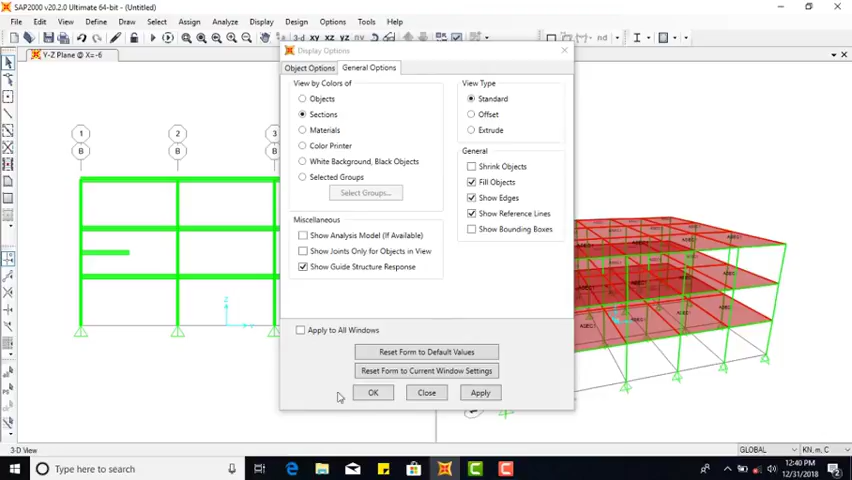 SAP2000 v20.2.0 Ultimate 64-bit - (Untitled)
File Edit View Define Draw Select Assign Analyze Display Design Options Tools Help
3-d xy xz yz
Y-Z Plane @ X=-6
Display Options
Object Options General Options
View by Colors of
Objects
Sections
Materials
Color Printer
White Background, Black Objects
Selected Groups
Select Groups...
Miscellaneous
Show Analysis Model (If Available)
Show Joints Only for Objects in View
Show Guide Structure Response
View Type
Standard
Offset
Extrude
General
Shrink Objects
Fill Objects
Show Edges
Show Reference Lines
Show Bounding Boxes
Apply to All Windows
Reset Form to Default Values
Reset Form to Current Window Settings
OK Close Apply
1 2 3
B B B
Z
Y
3-D View
GLOBAL
KN, m, C
Type here to search
12:40 PM
12/31/2018
2